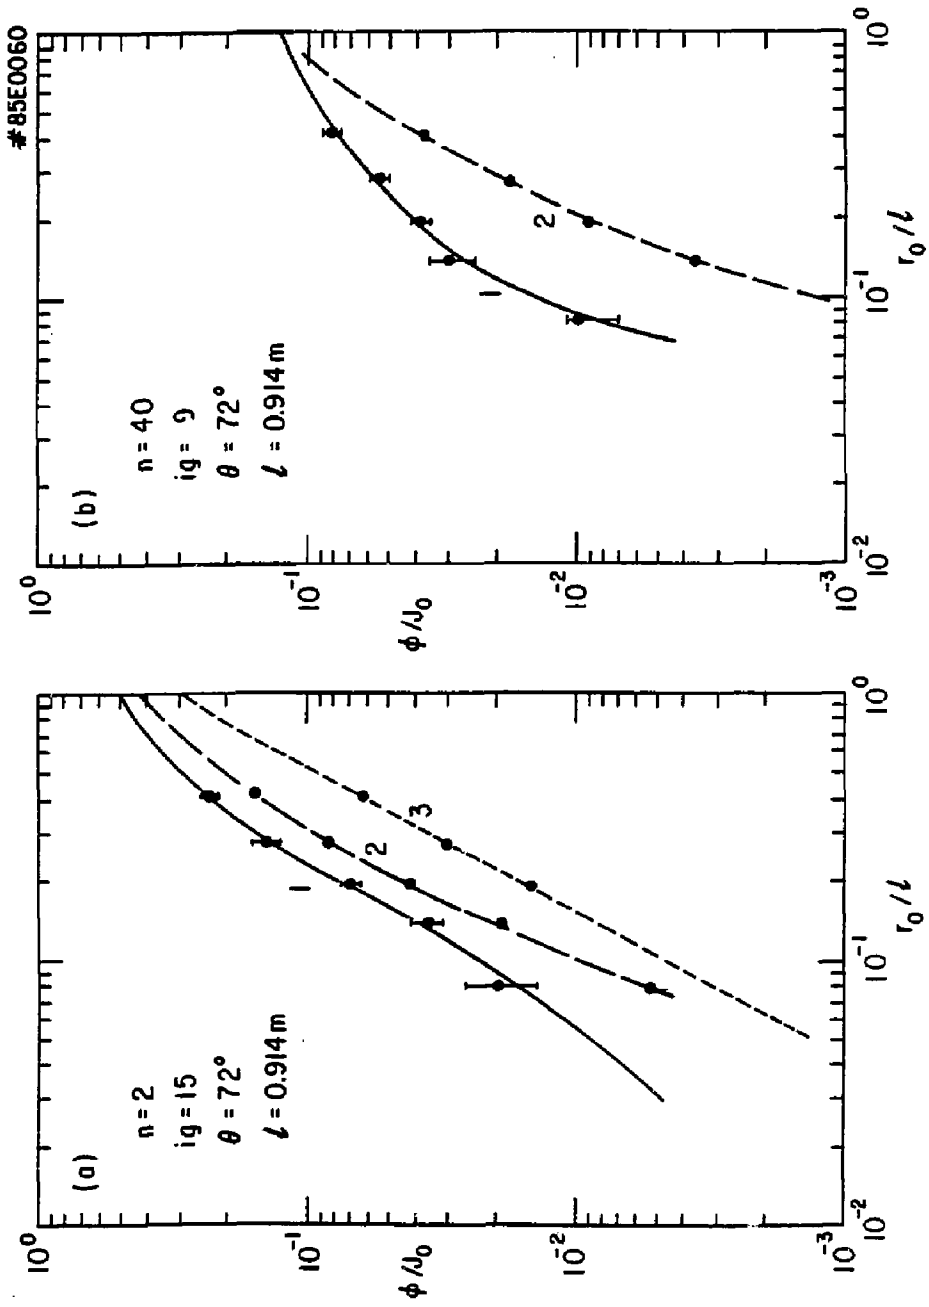 #85E0060
(a)
n = 2
ig = 15
θ = 72°
ℓ = 0.914 m
1
2
3
10⁰
10⁻¹
10⁻²
10⁻³
ϕ/J₀
10⁻²
10⁻¹
10⁰
r₀/ℓ
(b)
n = 40
ig = 9
θ = 72°
ℓ = 0.914 m
1
2
10⁰
10⁻¹
10⁻²
10⁻³
ϕ/J₀
10⁻²
10⁻¹
10⁰
r₀/ℓ